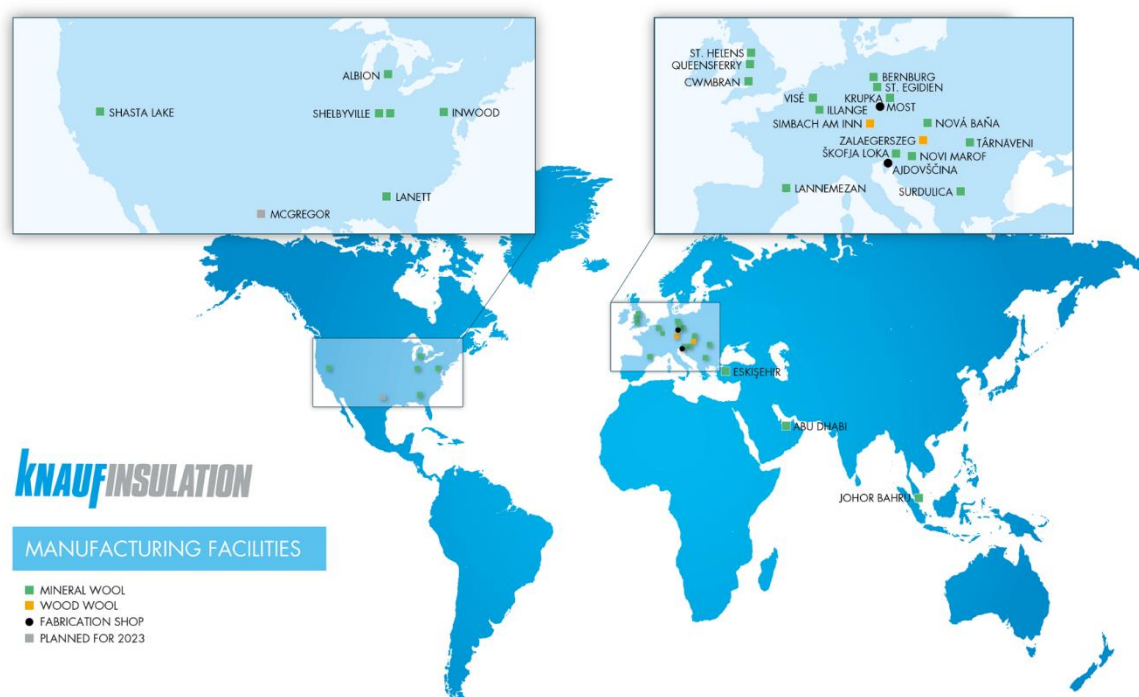 ALBION
SHASTA LAKE
SHELBYVILLE
INWOOD
LANETT
MCGREGOR
ST. HELENS
QUEENSFERRY
CWMBRAN
BERNBURG
ST. EGIDIEN
VISÉ
KRUPKA
MOST
ILLANGE
SIMBACH AM INN
NOVÁ BAŇA
ZALAEGERSZEG
TÂRNĂVENI
ŠKOFJA LOKA
NOVI MAROF
AJDOVŠČINA
LANNEMEZAN
SURDULICA
ESKIŞEHIR
ABU DHABI
JOHOR BAHRU
KNAUFINSULATION
MANUFACTURING FACILITIES
MINERAL WOOL
WOOD WOOL
FABRICATION SHOP
PLANNED FOR 2023